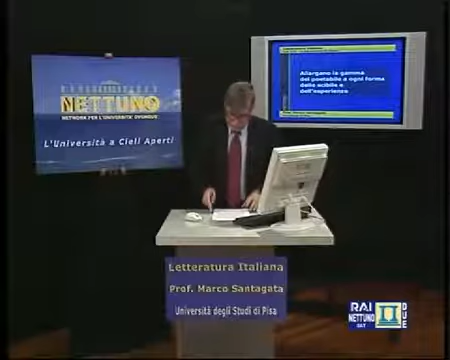 NETTUNO
NETWORK PER L'UNIVERSITÀ OVUNQUE
L'Università a Cieli Aperti
Allargano la gamma
del poetabile a ogni forma
dello scibile e
dell'esperienza
Letteratura Italiana
Prof. Marco Santagata
Università degli Studi di Pisa
RAI
NETTUNO
SAT
DUE